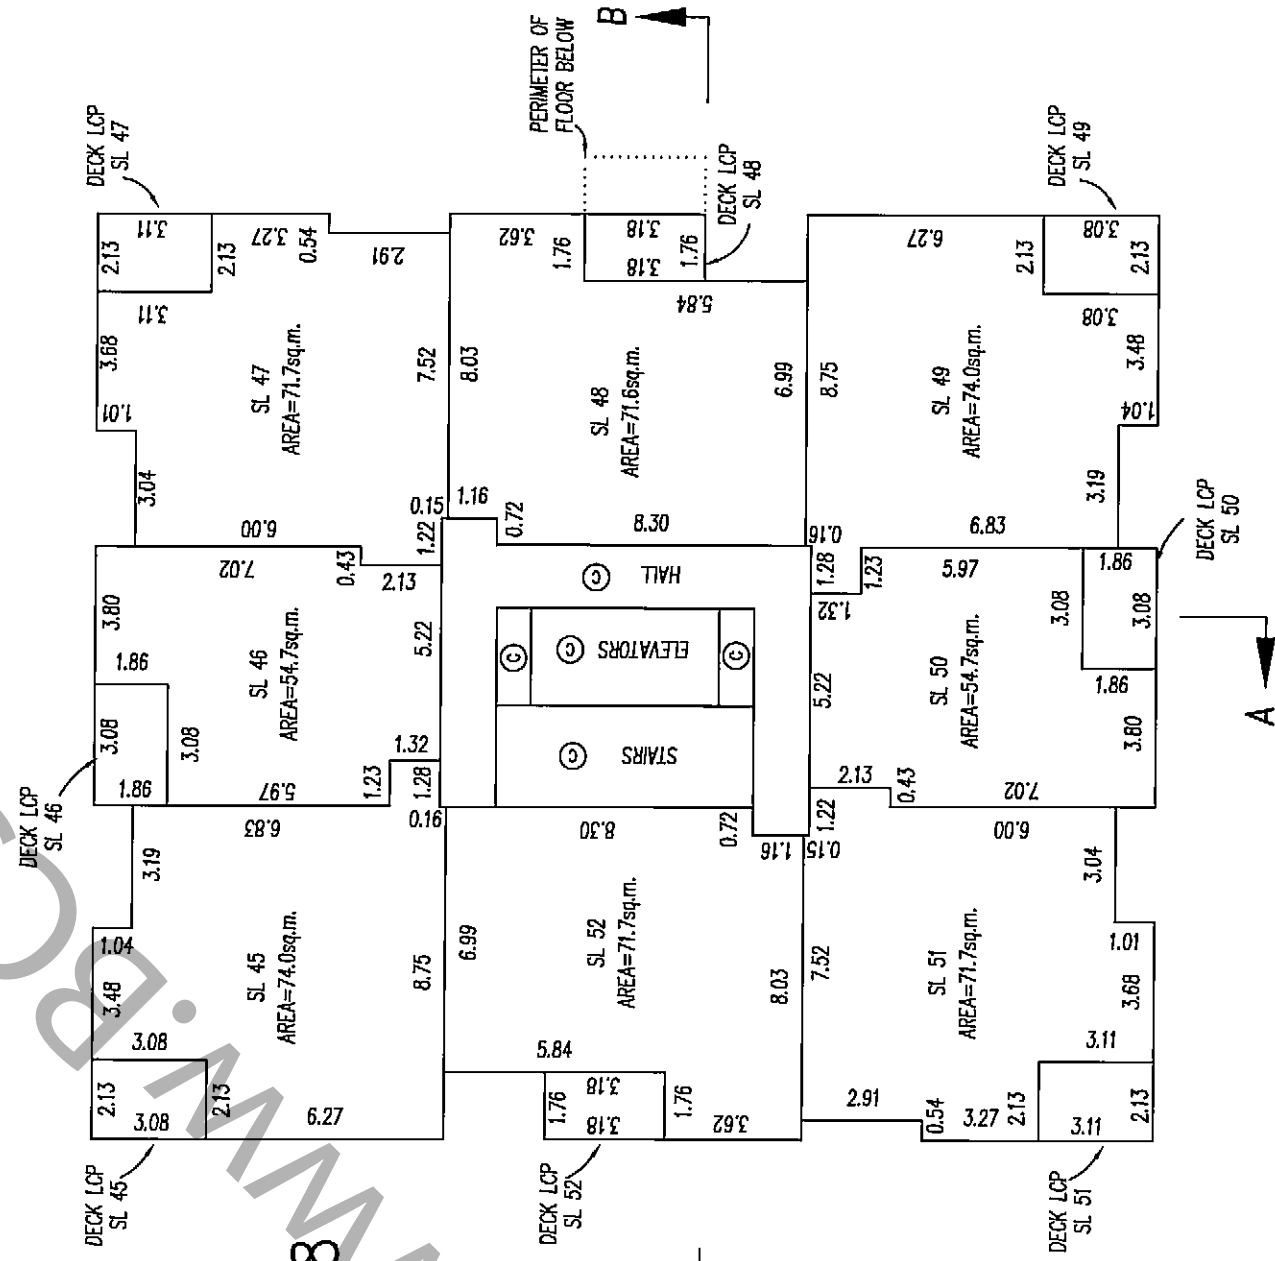 B
PERIMETER OF
FLOOR BELOW
DECK LCP
SL 47
3.11
2.13
3.27
2.13
0.54
3.11
2.91
3.68
1.01
3.04
SL 47
AREA=71.7sq.m.
7.52
6.00
0.15
1.22
DECK LCP
SL 48
3.62
1.76
3.18
3.18
1.76
5.84
8.03
SL 48
AREA=71.6sq.m.
6.99
1.16
0.72
8.30
DECK LCP
SL 49
6.27
2.13
3.08
2.13
3.08
8.75
SL 49
AREA=74.0sq.m.
3.48
1.04
3.19
0.16
6.83
1.28
1.23
7.02
0.43
2.13
3.80
1.86
3.08
3.08
1.86
SL 46
AREA=54.7sq.m.
5.22
1.32
1.23
1.28
5.97
DECK LCP
SL 46
HALL
C
ELEVATORS
C
C
C
STAIRS
C
DECK LCP
SL 50
5.97
1.86
3.08
3.08
1.86
1.32
5.22
SL 50
AREA=54.7sq.m.
3.80
2.13
0.43
7.02
A
0.16
6.83
3.19
1.04
3.48
SL 45
AREA=74.0sq.m.
8.75
3.08
2.13
2.13
3.08
6.27
DECK LCP
SL 45
8.30
0.72
1.16
6.99
SL 52
AREA=71.7sq.m.
8.03
5.84
1.76
3.18
3.18
1.76
3.62
DECK LCP
SL 52
1.22
0.15
6.00
3.04
1.01
7.52
SL 51
AREA=71.7sq.m.
3.68
3.11
2.91
0.54
3.27
2.13
3.11
2.13
DECK LCP
SL 51
8